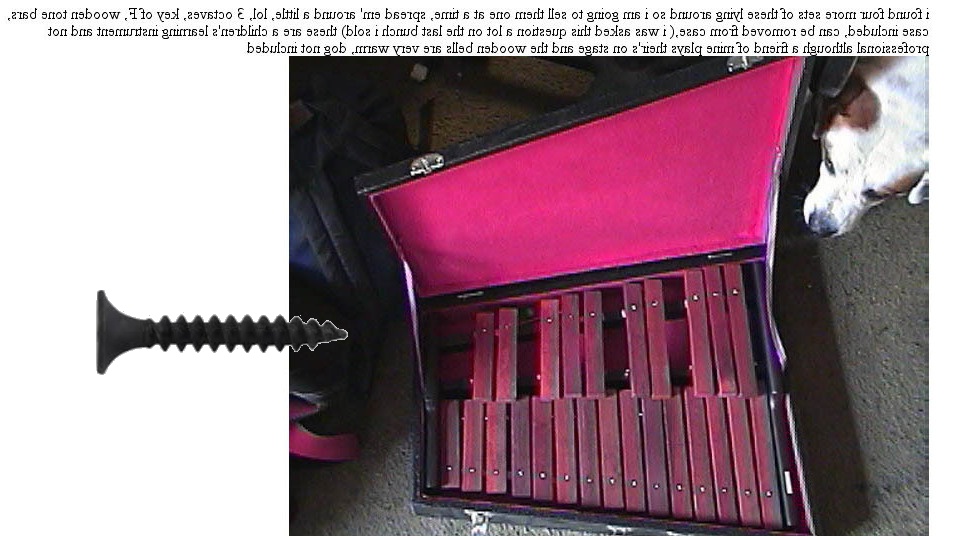 i found four more sets of these lying around so i am going to sell them one at a time, spread em' around a little, lol, 3 octaves, key of F, wooden tone bars,
case included, can be removed from case,( i was asked this question a lot on the last bunch i sold) these are a children's learning instrument and not
professional although a friend of mine plays their's on stage and the wooden bells are very warm, dog not included